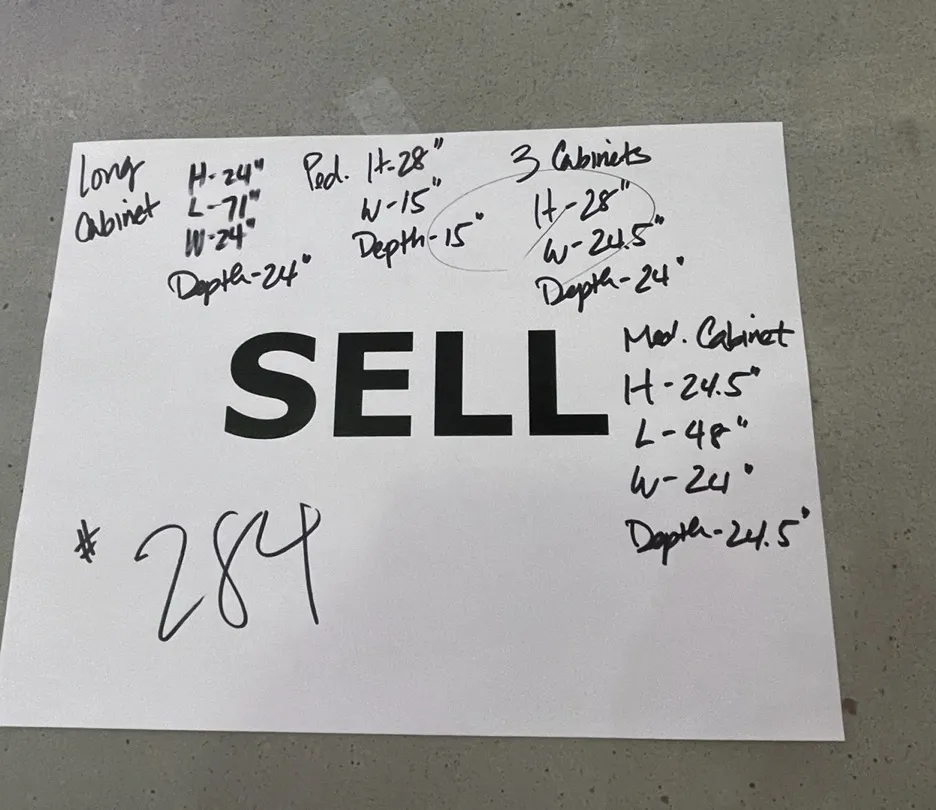 Long
Cabinet
H-24"
L-71"
W-24"
Depth-24"
Ped. H-28"
W-15"
Depth-15"
3 Cabinets
H-28"
W-24.5"
Depth-24"
SELL
Med. Cabinet
H-24.5"
L-48"
W-24"
Depth-24.5"
# 284